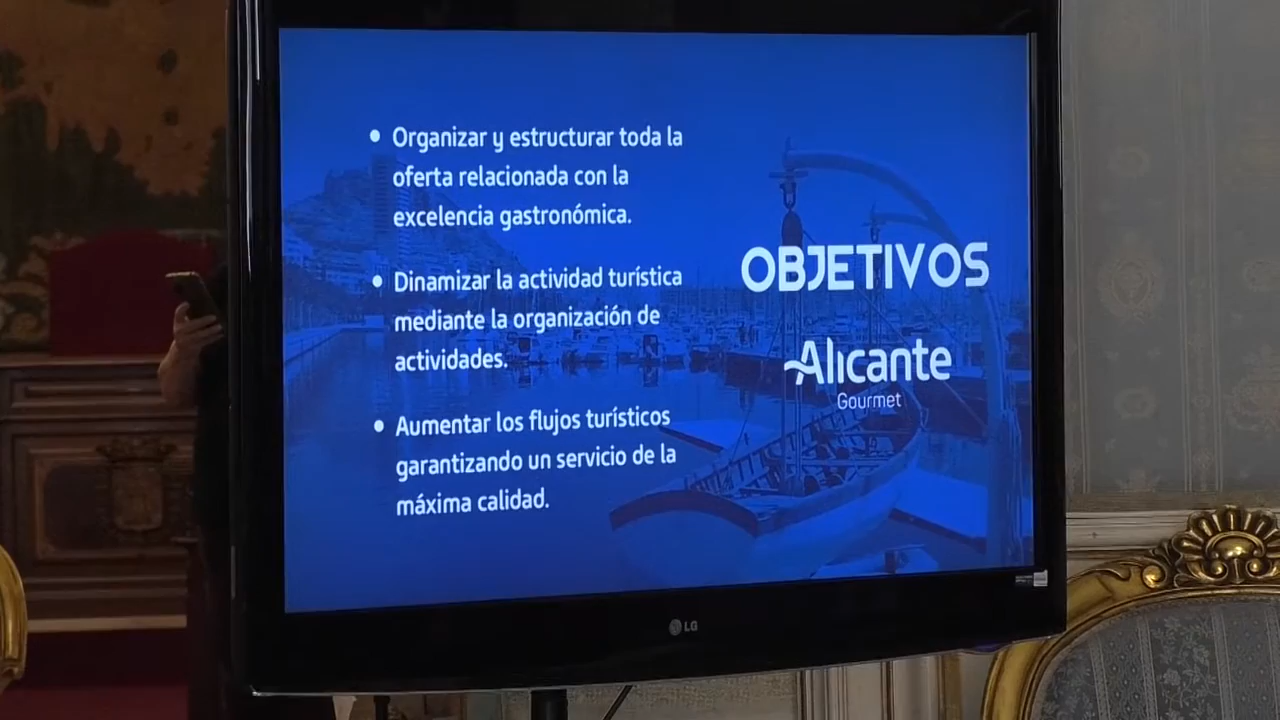 • Organizar y estructurar toda la
oferta relacionada con la
excelencia gastronómica.
• Dinamizar la actividad turística
mediante la organización de
actividades.
• Aumentar los flujos turísticos
garantizando un servicio de la
máxima calidad.
OBJETIVOS
Alicante
Gourmet
LG